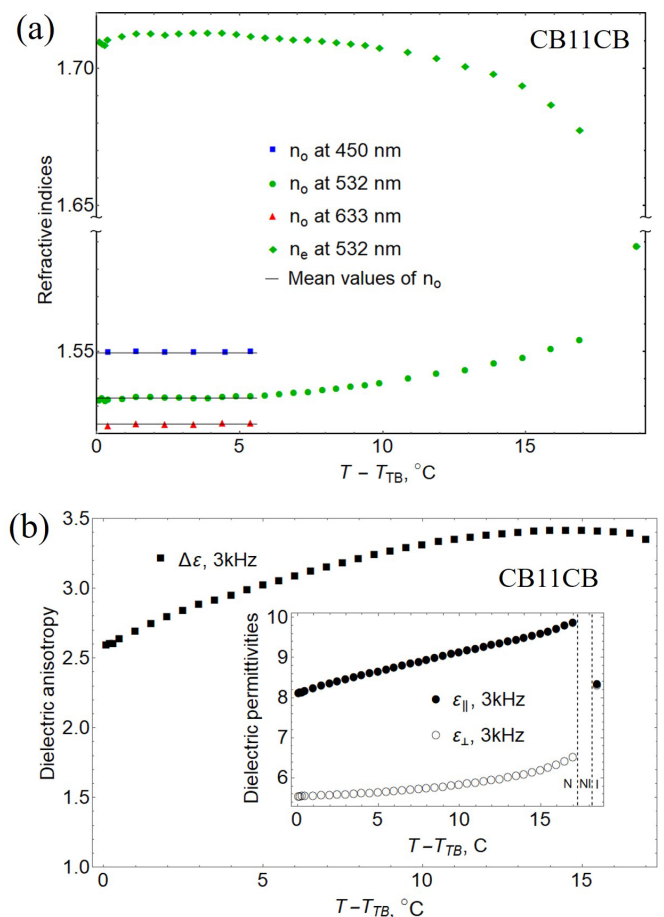 (a)
CB11CB
1.70
1.65
1.55
Refractive indices
n_o at 450 nm
n_o at 532 nm
n_o at 633 nm
n_e at 532 nm
Mean values of n_o
0 5 10 15
T − T_TB, °C
(b)
3.5
3.0
2.5
2.0
1.5
1.0
Dielectric anisotropy
Δε, 3kHz
CB11CB
10
9
8
7
6
Dielectric permittivities
ε_∥, 3kHz
ε_⊥, 3kHz
N NI I
0 5 10 15
T−T_TB, C
0 5 10 15
T−T_TB, °C